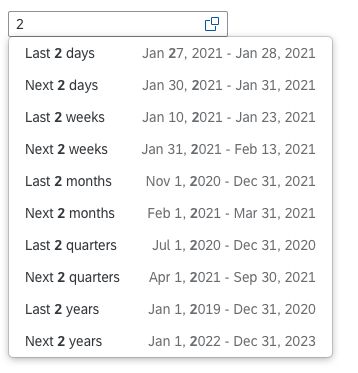 2
Last 2 days Jan 27, 2021 - Jan 28, 2021
Next 2 days Jan 30, 2021 - Jan 31, 2021
Last 2 weeks Jan 10, 2021 - Jan 23, 2021
Next 2 weeks Jan 31, 2021 - Feb 13, 2021
Last 2 months Nov 1, 2020 - Dec 31, 2021
Next 2 months Feb 1, 2021 - Mar 31, 2021
Last 2 quarters Jul 1, 2020 - Dec 31, 2020
Next 2 quarters Apr 1, 2021 - Sep 30, 2021
Last 2 years Jan 1, 2019 - Dec 31, 2020
Next 2 years Jan 1, 2022 - Dec 31, 2023